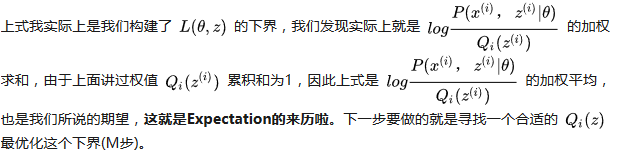 上式我实际上是我们构建了 L(θ, z) 的下界，我们发现实际上就是 log P(x^{(i)}， z^{(i)}|θ) / Q_i(z^{(i)}) 的加权
求和，由于上面讲过权值 Q_i(z^{(i)}) 累积和为1，因此上式是 log P(x^{(i)}， z^{(i)}|θ) / Q_i(z^{(i)}) 的加权平均，
也是我们所说的期望，这就是Expectation的来历啦。下一步要做的就是寻找一个合适的 Q_i(z)
最优化这个下界(M步)。